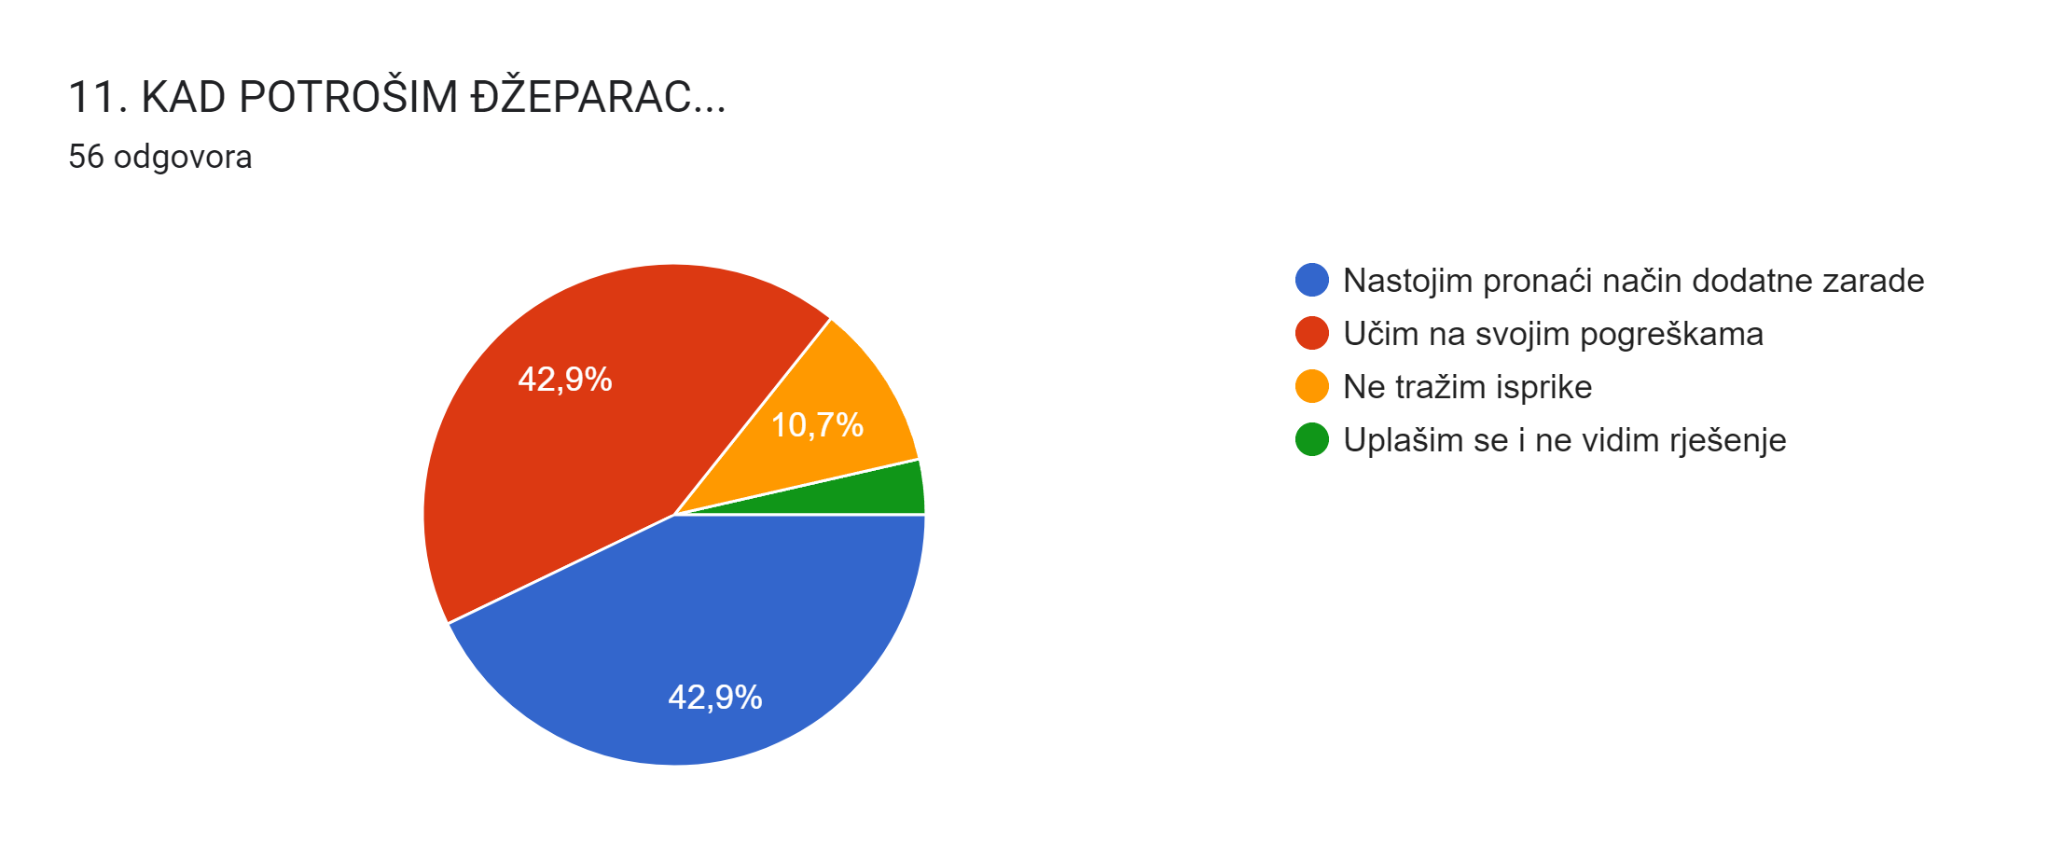 11. KAD POTROŠIM ĐŽEPARAC...
56 odgovora
42,9%
10,7%
42,9%
Nastojim pronaći način dodatne zarade
Učim na svojim pogreškama
Ne tražim isprike
Uplašim se i ne vidim rješenje